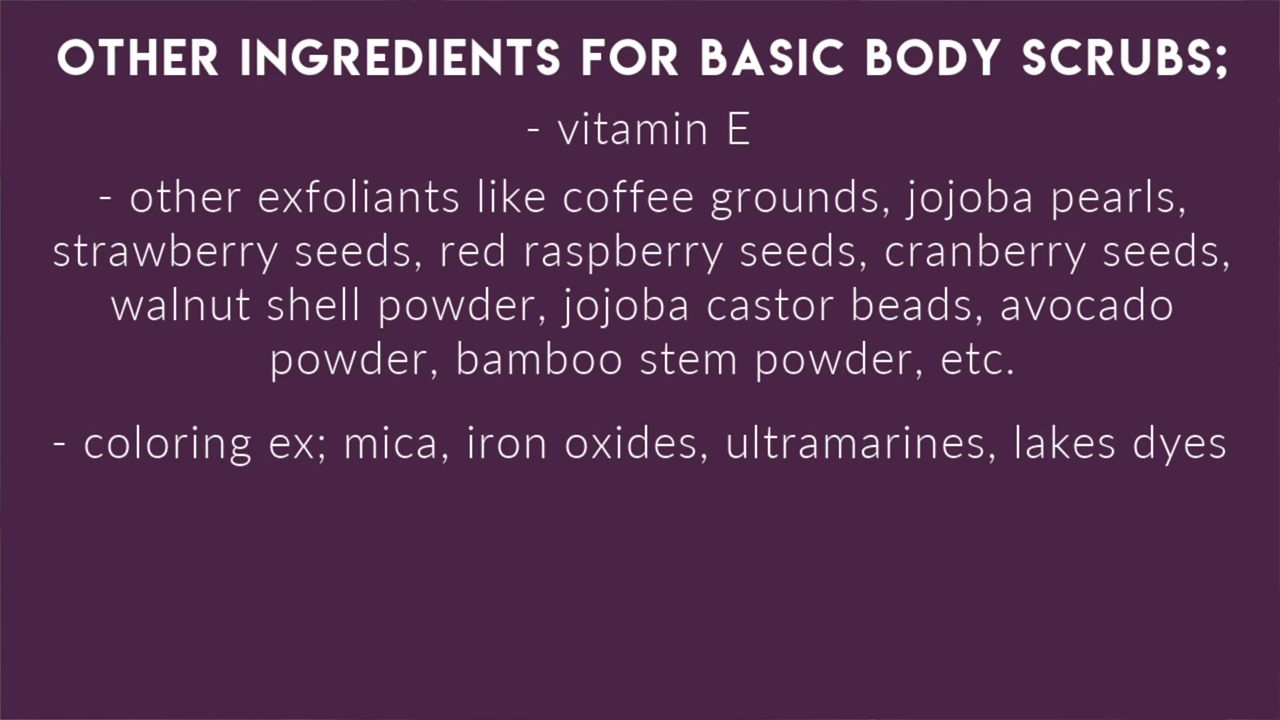 OTHER INGREDIENTS FOR BASIC BODY SCRUBS;
- vitamin E
- other exfoliants like coffee grounds, jojoba pearls,
strawberry seeds, red raspberry seeds, cranberry seeds,
walnut shell powder, jojoba castor beads, avocado
powder, bamboo stem powder, etc.
- coloring ex; mica, iron oxides, ultramarines, lakes dyes